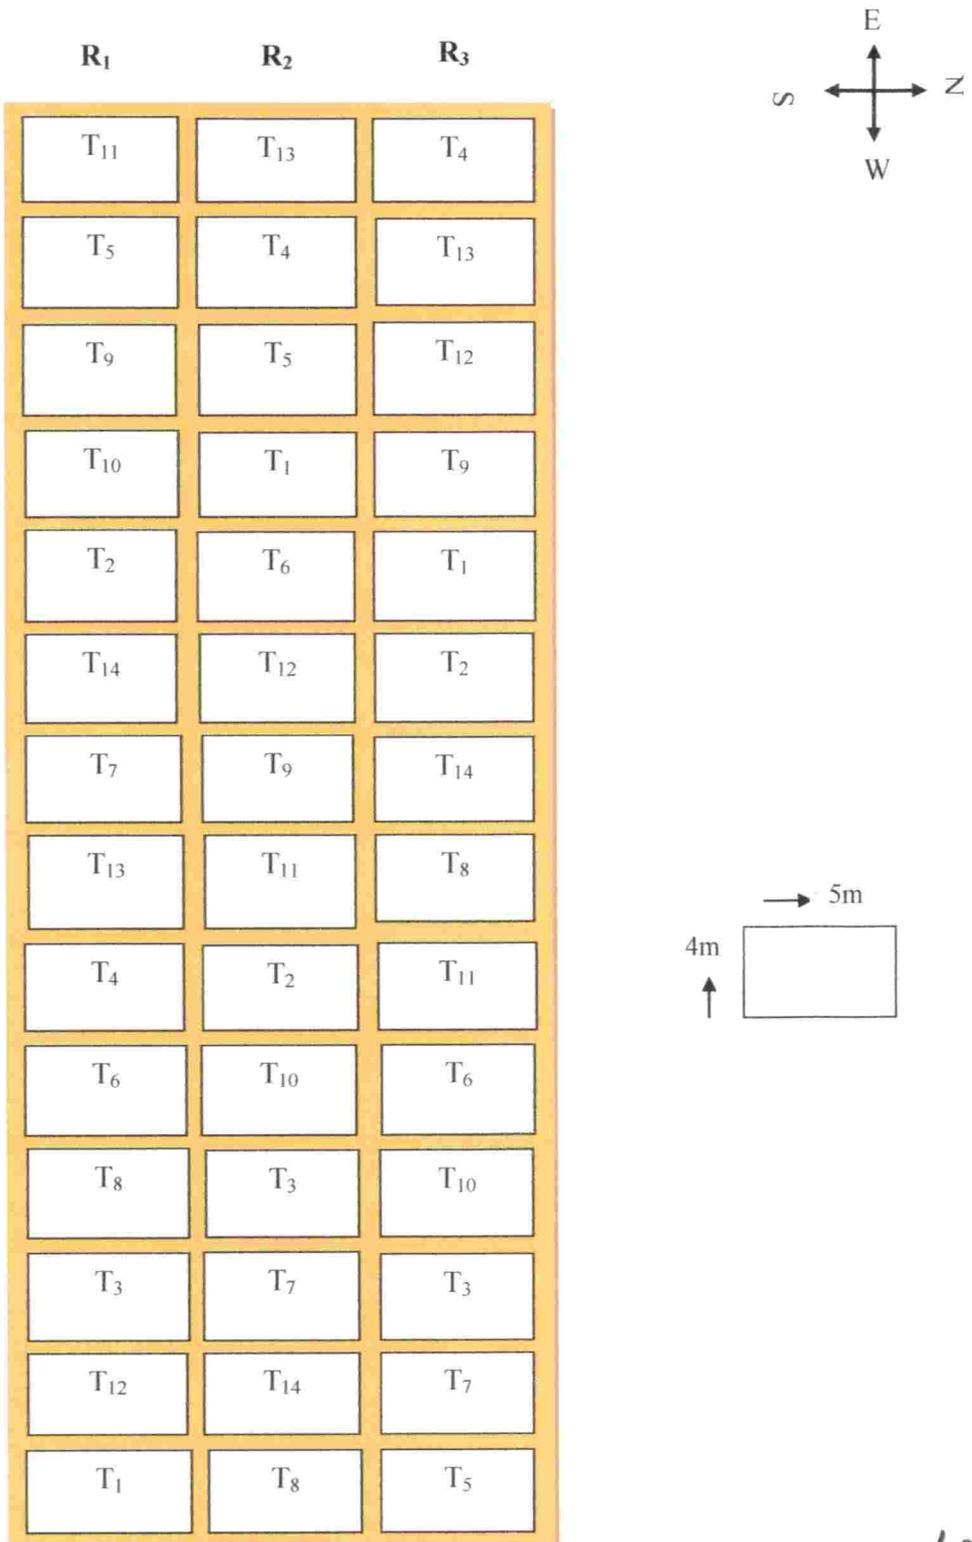 E
R₁ R₂ R₃
S N
W
T₁₁ T₁₃ T₄
T₅ T₄ T₁₃
T₉ T₅ T₁₂
T₁₀ T₁ T₉
T₂ T₆ T₁
T₁₄ T₁₂ T₂
T₇ T₉ T₁₄
T₁₃ T₁₁ T₈
5m
T₄ T₂ T₁₁
4m
T₆ T₁₀ T₆
T₈ T₃ T₁₀
T₃ T₇ T₃
T₁₂ T₁₄ T₇
T₁ T₈ T₅